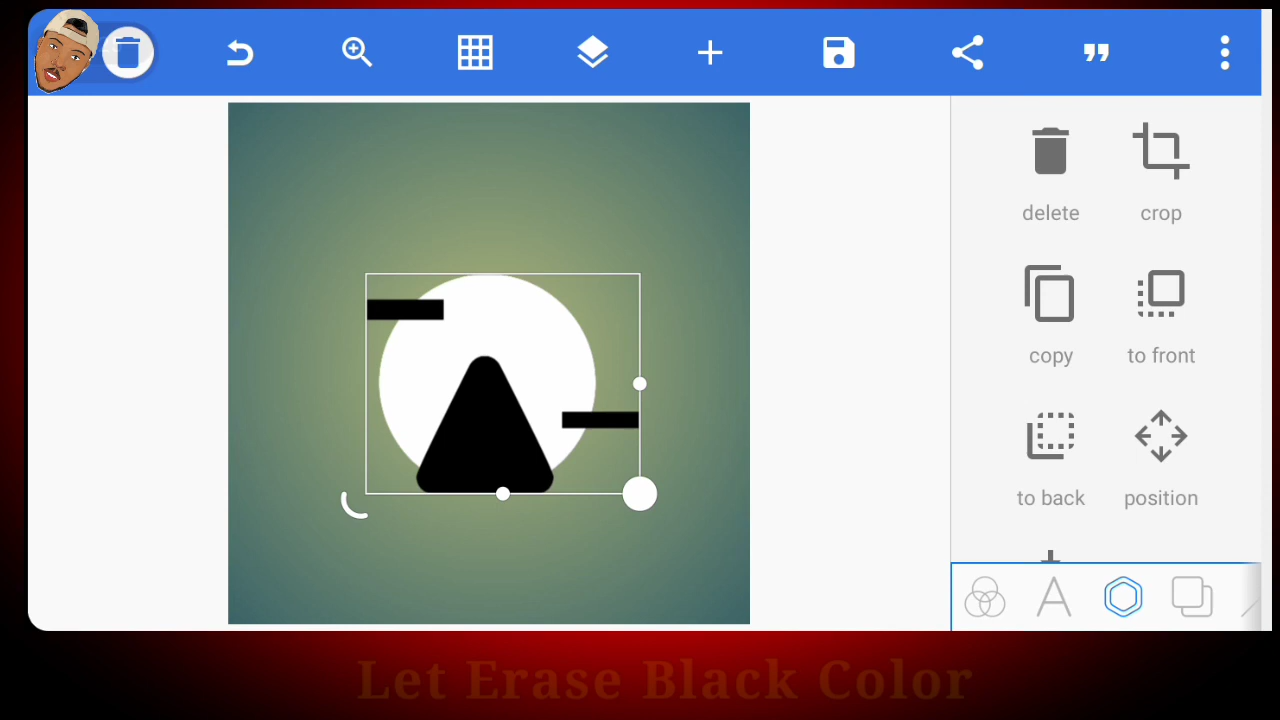 delete
crop
copy
to front
to back
position
Let Erase Black Color